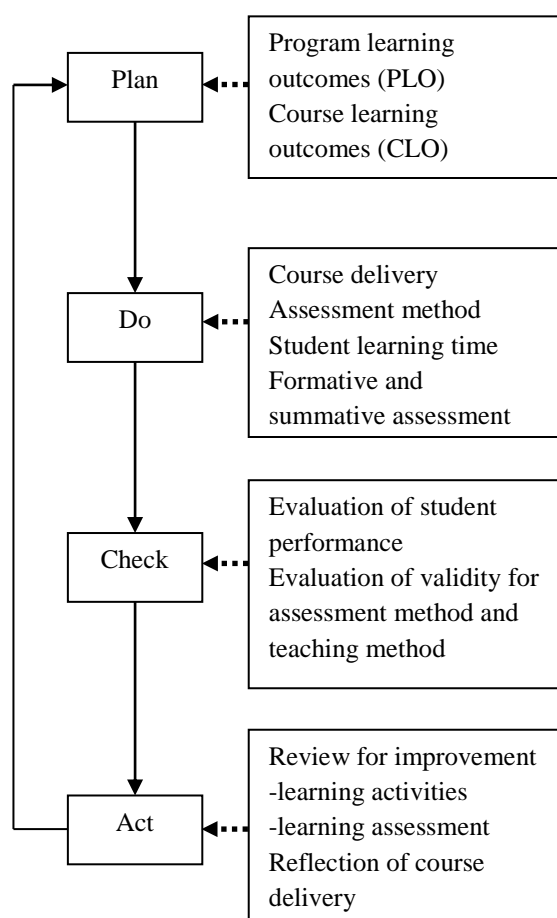 Plan
Program learning
outcomes (PLO)
Course learning
outcomes (CLO)
Do
Course delivery
Assessment method
Student learning time
Formative and
summative assessment
Check
Evaluation of student
performance
Evaluation of validity for
assessment method and
teaching method
Act
Review for improvement
-learning activities
-learning assessment
Reflection of course
delivery